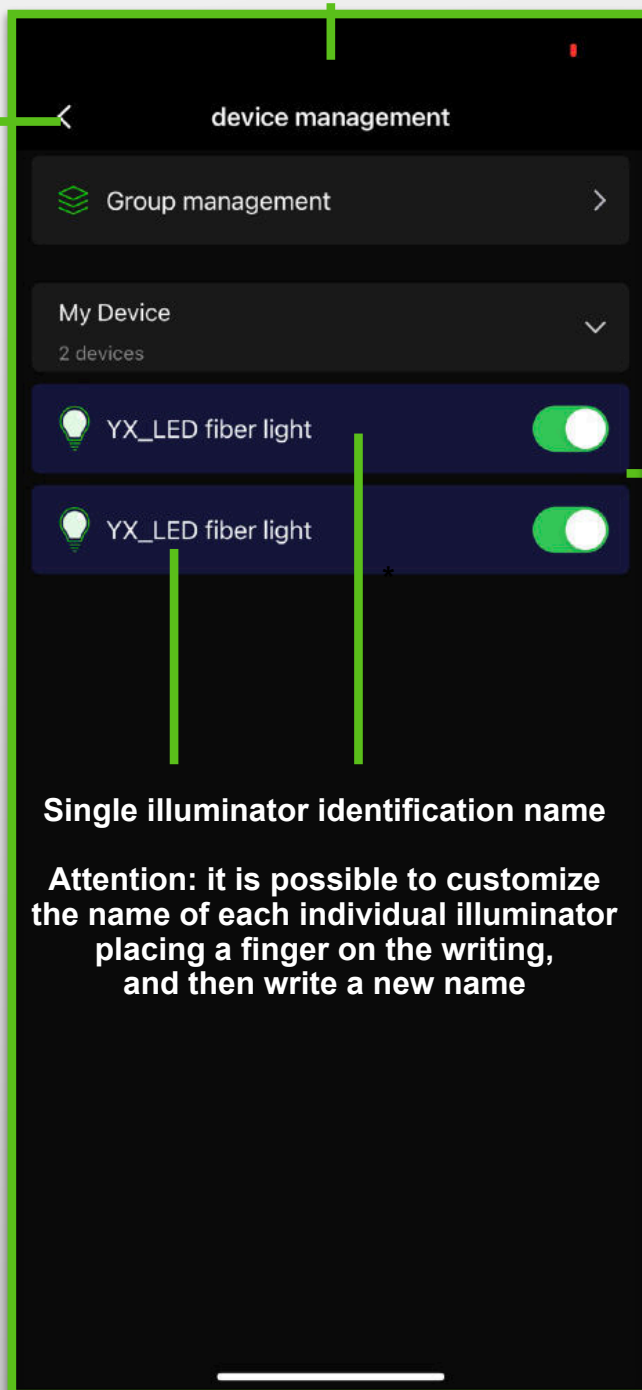 device management
Group management
My Device
2 devices
YX_LED fiber light
YX_LED fiber light
*
Single illuminator identification name
Attention: it is possible to customize
the name of each individual illuminator
placing a finger on the writing,
and then write a new name